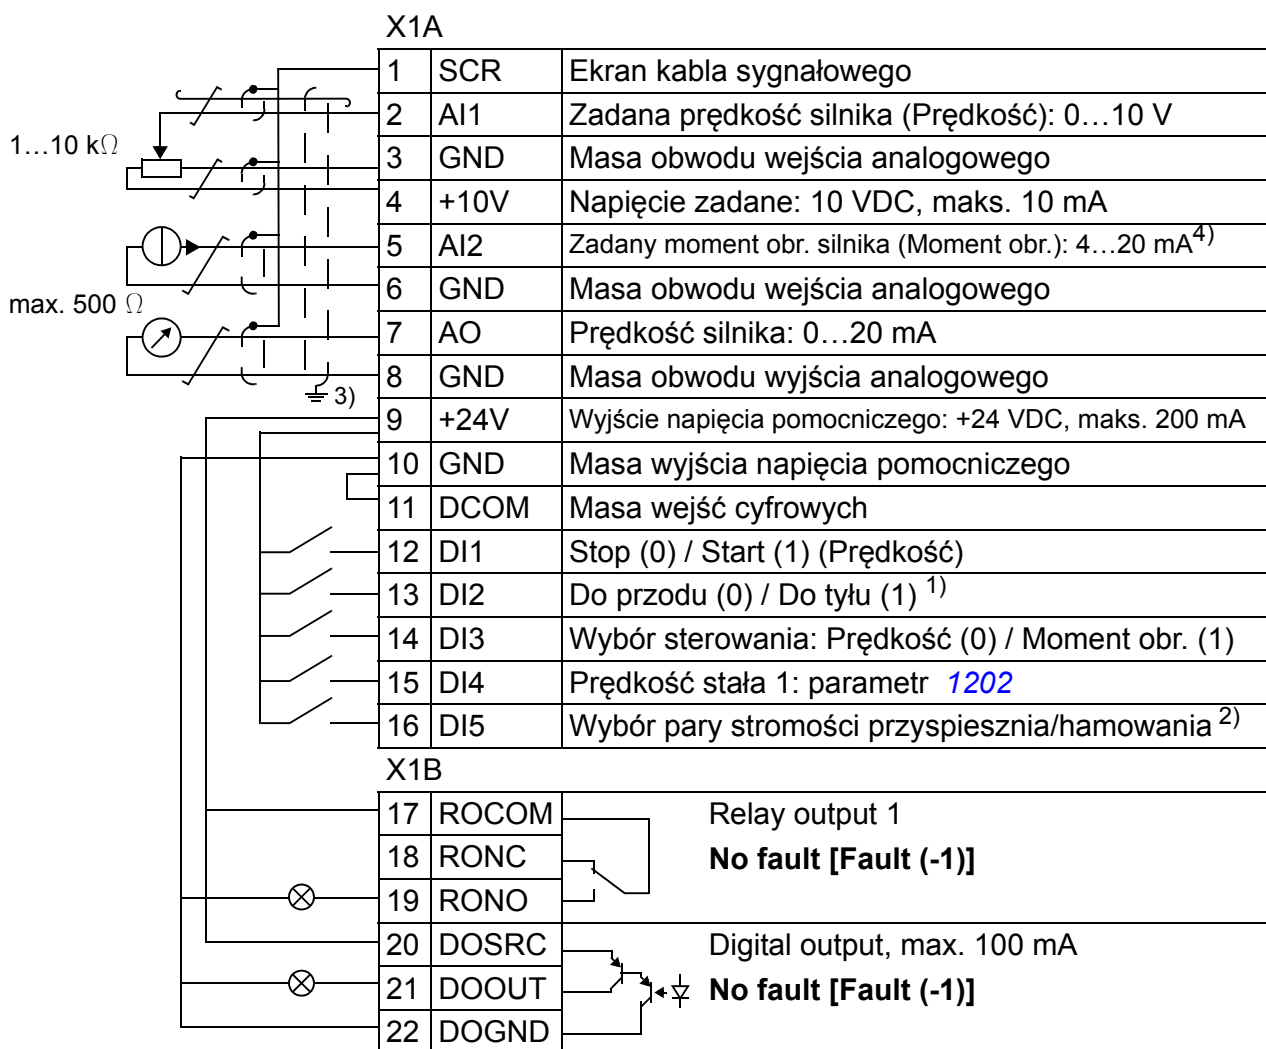 X1A
1 SCR Ekran kabla sygnałowego
2 AI1 Zadana prędkość silnika (Prędkość): 0…10 V
1…10 kΩ
3 GND Masa obwodu wejścia analogowego
4 +10V Napięcie zadane: 10 VDC, maks. 10 mA
5 AI2 Zadany moment obr. silnika (Moment obr.): 4…20 mA4)
6 GND Masa obwodu wejścia analogowego
max. 500 Ω
7 AO Prędkość silnika: 0…20 mA
8 GND Masa obwodu wyjścia analogowego
3)
9 +24V Wyjście napięcia pomocniczego: +24 VDC, maks. 200 mA
10 GND Masa wyjścia napięcia pomocniczego
11 DCOM Masa wejść cyfrowych
12 DI1 Stop (0) / Start (1) (Prędkość)
13 DI2 Do przodu (0) / Do tyłu (1) 1)
14 DI3 Wybór sterowania: Prędkość (0) / Moment obr. (1)
15 DI4 Prędkość stała 1: parametr 1202
16 DI5 Wybór pary stromości przyspiesznia/hamowania 2)
X1B
17 ROCOM Relay output 1
18 RONC No fault [Fault (-1)]
19 RONO
20 DOSRC Digital output, max. 100 mA
21 DOOUT No fault [Fault (-1)]
22 DOGND